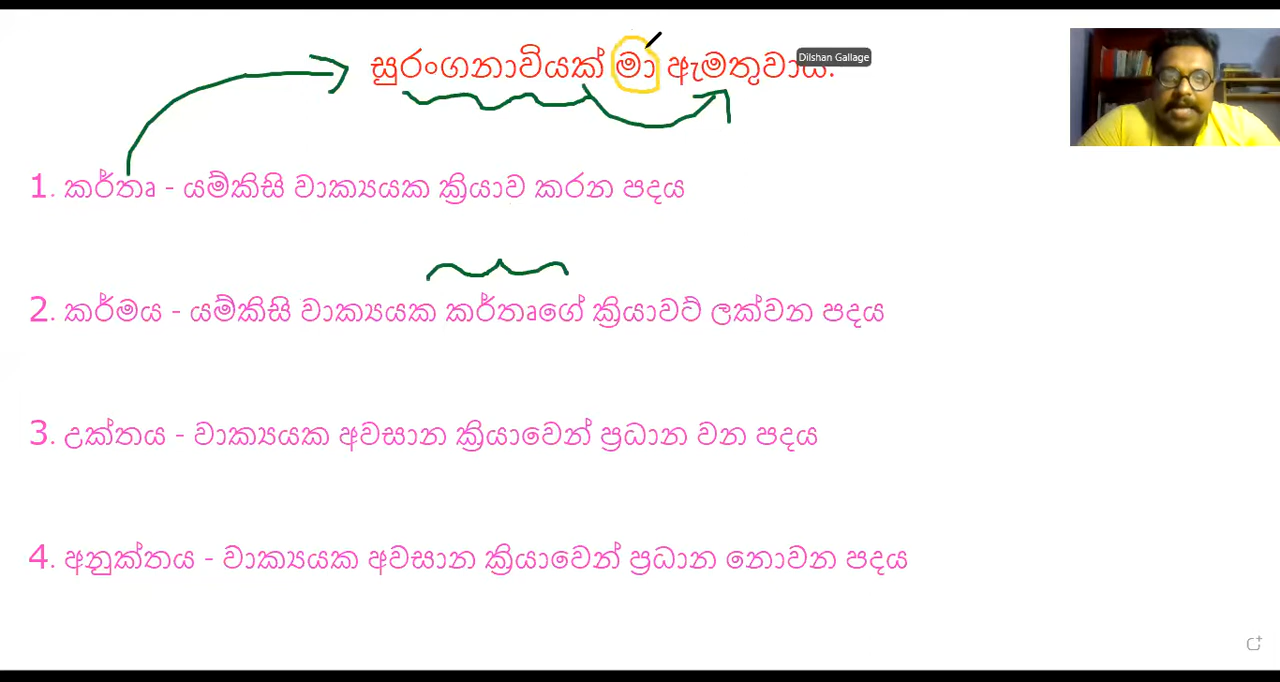 සුරංගනාවියක් මා ඇමතුවාය.
Dilshan Gallage
1. කර්තෘ - යම්කිසි වාක්‍යයක ක්‍රියාව කරන පදය
2. කර්මය - යම්කිසි වාක්‍යයක කර්තෘගේ ක්‍රියාවට් ලක්වන පදය
3. උක්තය - වාක්‍යයක අවසාන ක්‍රියාවෙන් ප්‍රධාන වන පදය
4. අනුක්තය - වාක්‍යයක අවසාන ක්‍රියාවෙන් ප්‍රධාන නොවන පදය